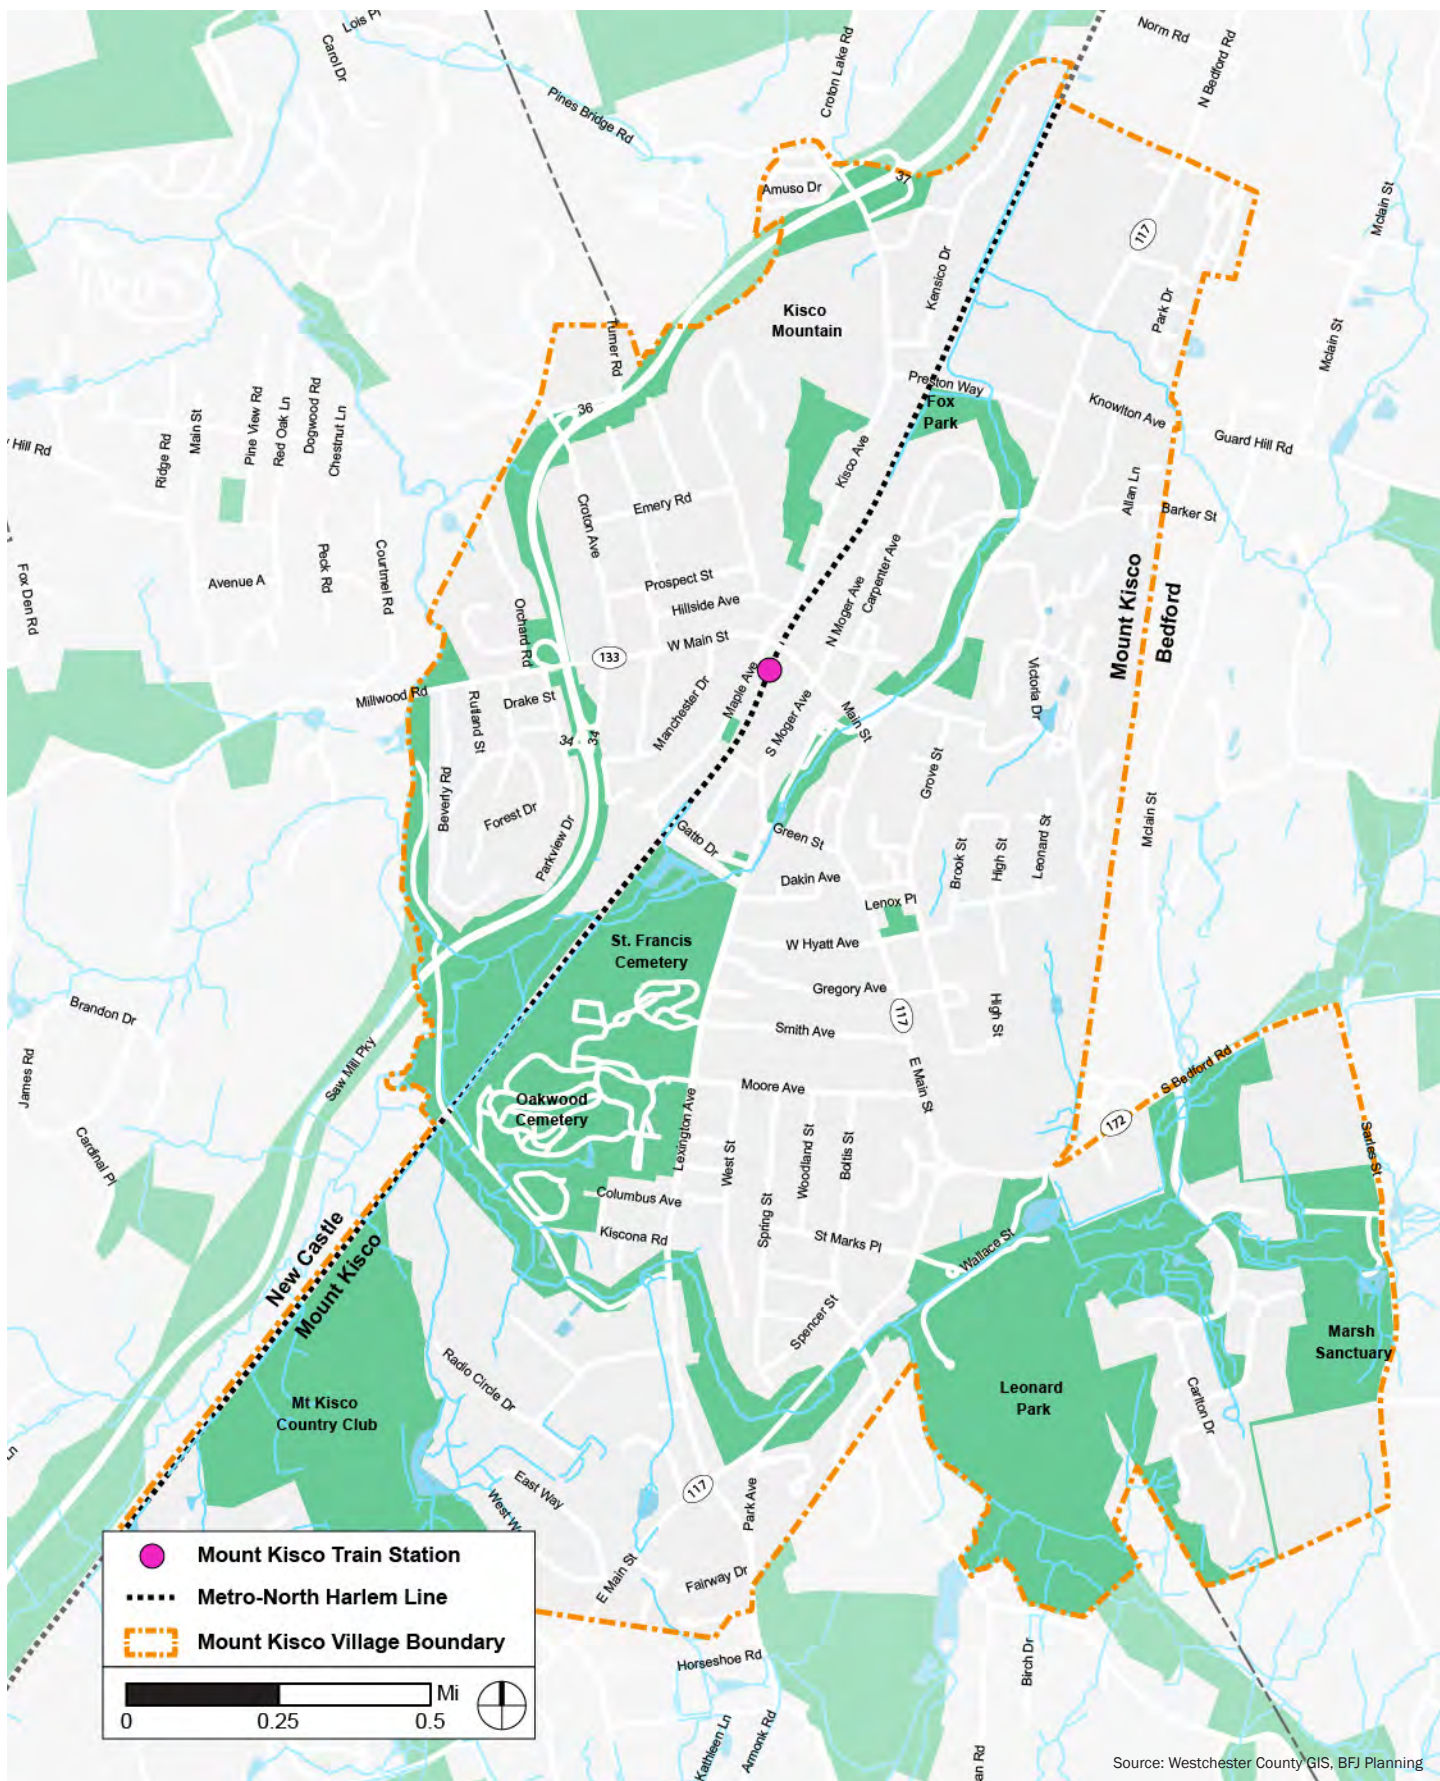 Lois Pl
Carol Dr
Norm Rd
N Bedford Rd
Croton Lake Rd
Pines Bridge Rd
Amuso Dr
37
Mclain St
117
Kensico Dr
Park Dr
Kisco
Mountain
Turner Rd
Mclain St
Preston Way
Fox
Park
Knowlton Ave
Guard Hill Rd
36
Hill Rd
Ridge Rd
Main St
Pine View Rd
Red Oak Ln
Dogwood Rd
Chestnut Ln
Kisco Ave
Allan Ln
Barker St
Croton Ave
Emery Rd
Fox Den Rd
Avenue A
Peck Rd
Courtmel Rd
Prospect St
Hillside Ave
W Main St
N Moger Ave
Carpenter Ave
Mount Kisco
Bedford
Orchard Rd
133
Millwood Rd
Rutland St
Drake St
Manchester Dr
Maple Ave
S Moger Ave
Main St
Victoria Dr
34
34
Grove St
Beverly Rd
Forest Dr
Parkview Dr
Gatto Dr
Green St
Mclain St
Brook St
High St
Leonard St
Dakin Ave
Lenox Pl
St. Francis
Cemetery
W Hyatt Ave
Gregory Ave
117
High St
Smith Ave
Brandon Dr
James Rd
Saw Mill Pky
Moore Ave
E Main St
S Bedford Rd
172
Oakwood
Cemetery
Lexington Ave
West St
Woodland St
Boltis St
Sarles St
Cardinal Pl
Columbus Ave
Spring St
Kiscona Rd
St Marks Pl
Wallace St
New Castle
Mount Kisco
Spencer St
Marsh
Sanctuary
Radio Circle Dr
Leonard
Park
Carlton Dr
Mt Kisco
Country Club
Ln
East Way
117
Park Ave
E Main St
Fairway Dr
Horseshoe Rd
Birch Dr
Kathleen Ln
Armonk Rd
an Rd
Mount Kisco Train Station
Metro-North Harlem Line
Mount Kisco Village Boundary
Mi
0 0.25 0.5
Source: Westchester County GIS, BFJ Planning